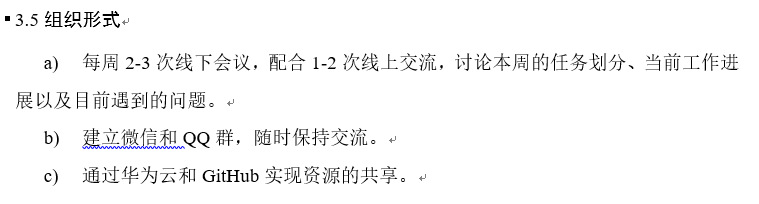 3.5 组织形式
a) 每周 2-3 次线下会议，配合 1-2 次线上交流，讨论本周的任务划分、当前工作进
展以及目前遇到的问题。
b) 建立微信和 QQ 群，随时保持交流。
c) 通过华为云和 GitHub 实现资源的共享。